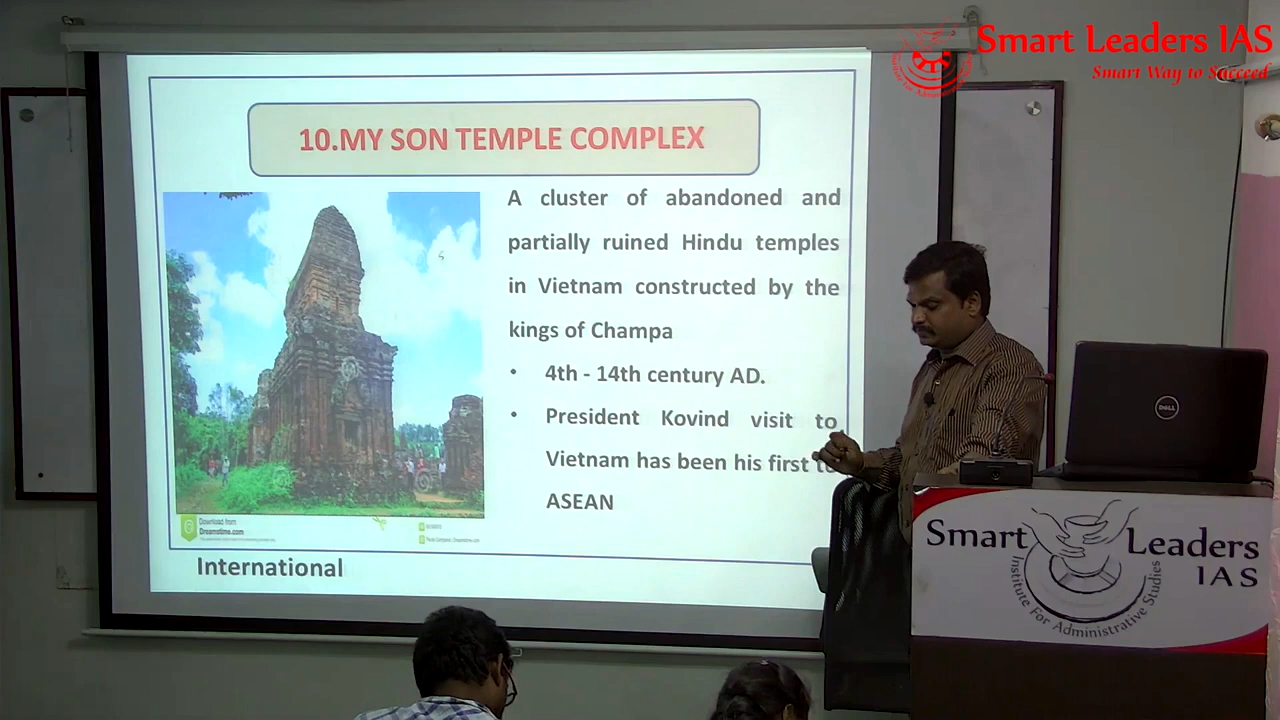 Smart Leaders IAS
Smart Way to Succeed
10.MY SON TEMPLE COMPLEX
A cluster of abandoned and
partially ruined Hindu temples
in Vietnam constructed by the
kings of Champa
• 4th - 14th century AD.
• President Kovind visit to
Vietnam has been his first to
ASEAN
Download from
Dreamstime.com
International
DELL
Smart Leaders
IAS
Institute For Administrative Studies